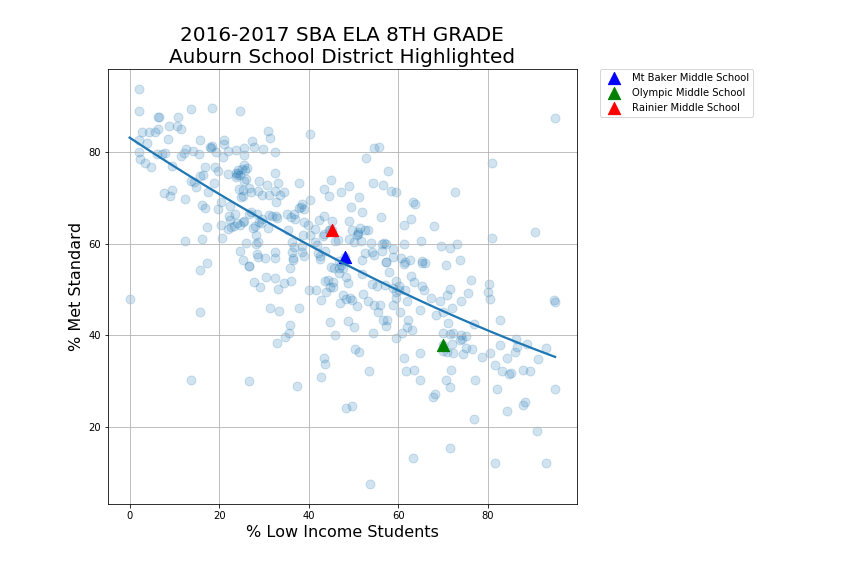 2016-2017 SBA ELA 8TH GRADE
Auburn School District Highlighted
Mt Baker Middle School
Olympic Middle School
Rainier Middle School
% Met Standard
80
60
40
20
0 20 40 60 80
% Low Income Students